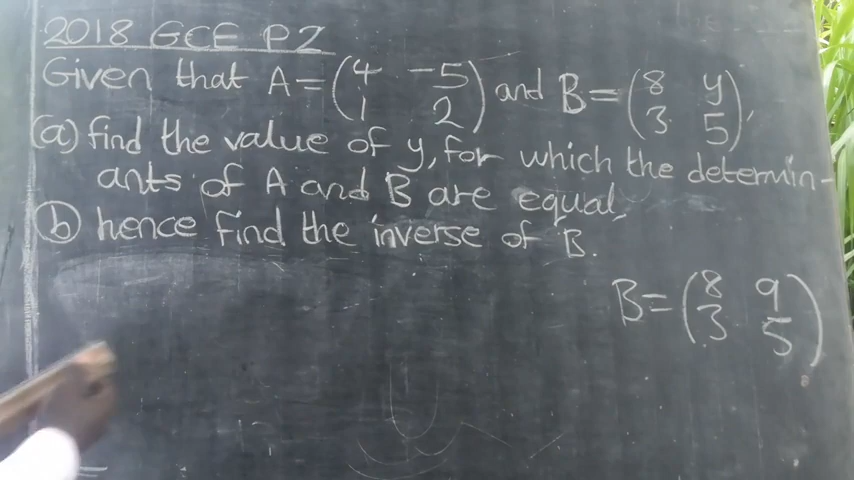 2018 GCE P2
Given that A = (4 -5) and B = (8 y),
1 2 3 5
(a) find the value of y, for which the determin-
ants of A and B are equal,
(b) hence find the inverse of B.
B = (8 9)
3 5